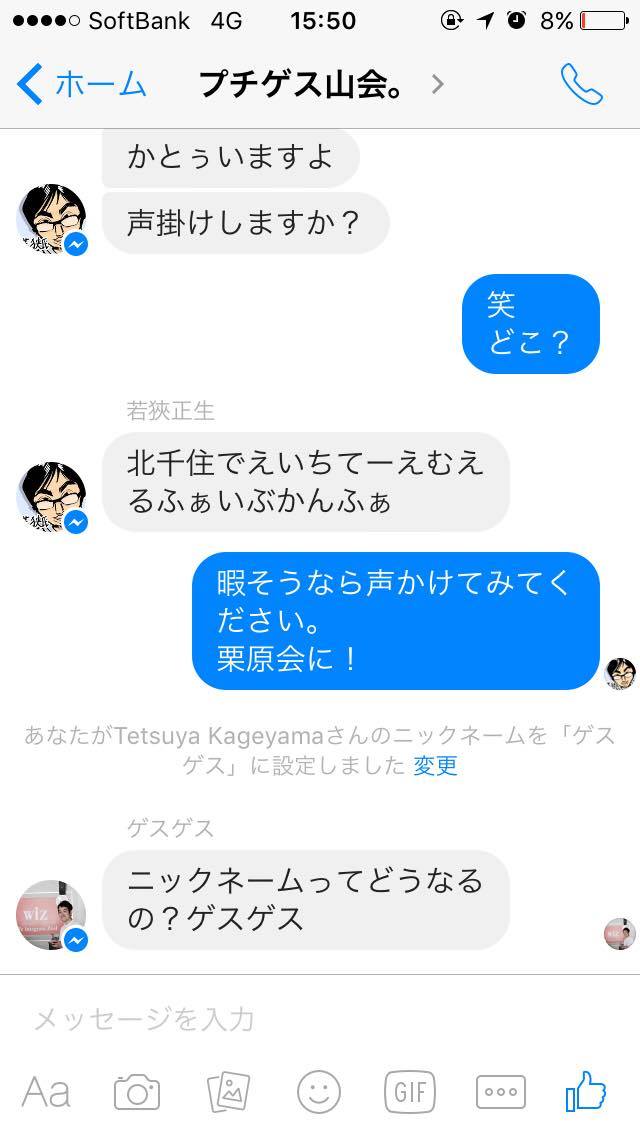 SoftBank 4G 15:50 8%
ホーム プチゲス山会。
かとぅいますよ
声掛けしますか？
笑
どこ？
若狹正生
北千住でえいちてーえむえ
るふぁいぶかんふぁ
暇そうなら声かけてみてく
ださい。
栗原会に！
あなたがTetsuya Kageyamaさんのニックネームを「ゲス
ゲス」に設定しました 変更
ゲスゲス
ニックネームってどうなる
の？ゲスゲス
wiz
メッセージを入力
Aa GIF